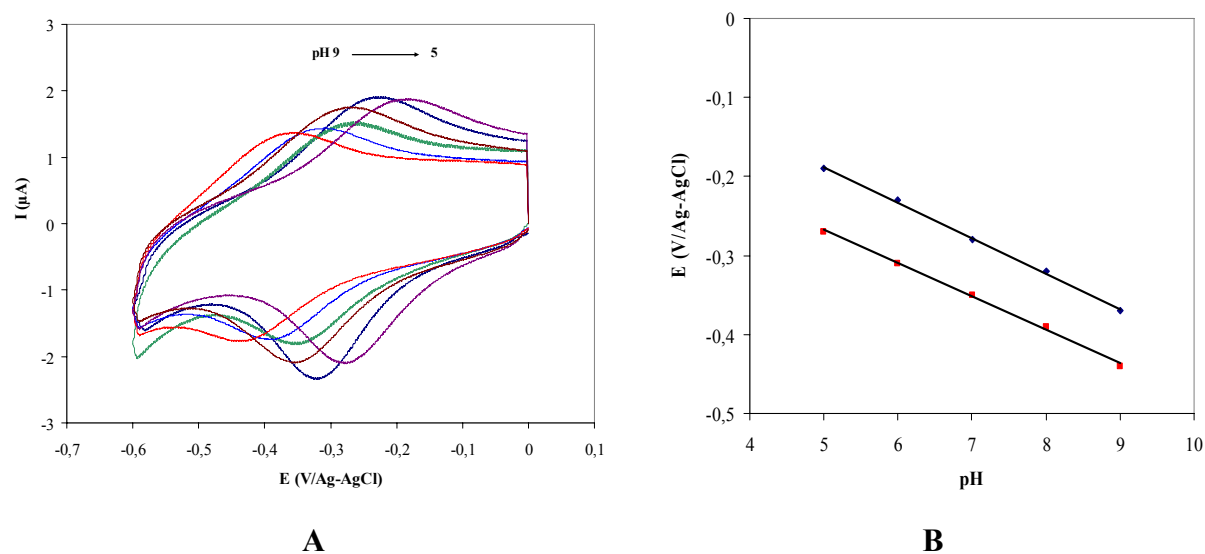 3
2
1
0
-1
-2
-3
I (µA)
pH 9 5
-0,7 -0,6 -0,5 -0,4 -0,3 -0,2 -0,1 0 0,1
E (V/Ag-AgCl)
A
0
-0,1
-0,2
-0,3
-0,4
-0,5
E (V/Ag-AgCl)
4 5 6 7 8 9 10
pH
B